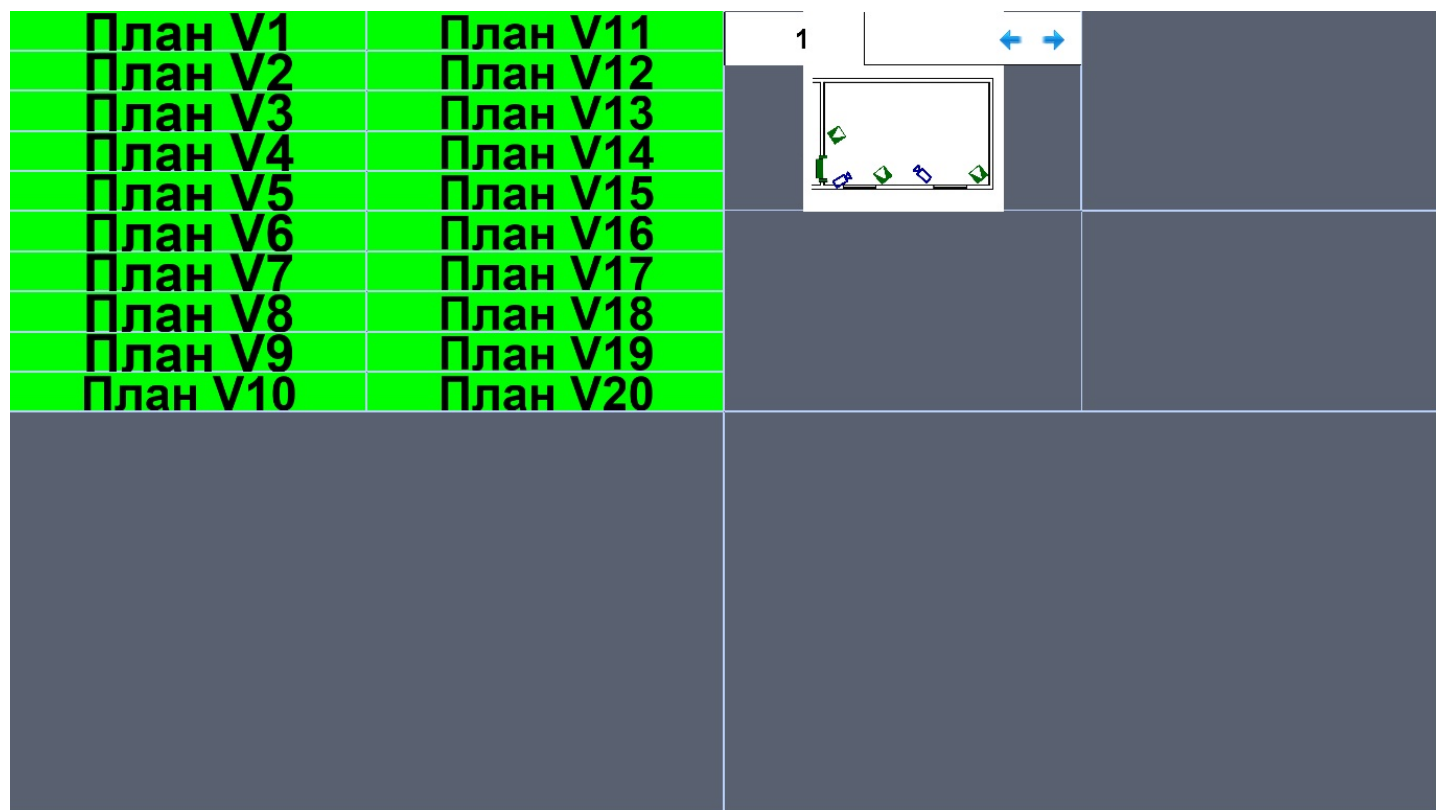 План V1
План V2
План V3
План V4
План V5
План V6
План V7
План V8
План V9
План V10
План V11
План V12
План V13
План V14
План V15
План V16
План V17
План V18
План V19
План V20
1